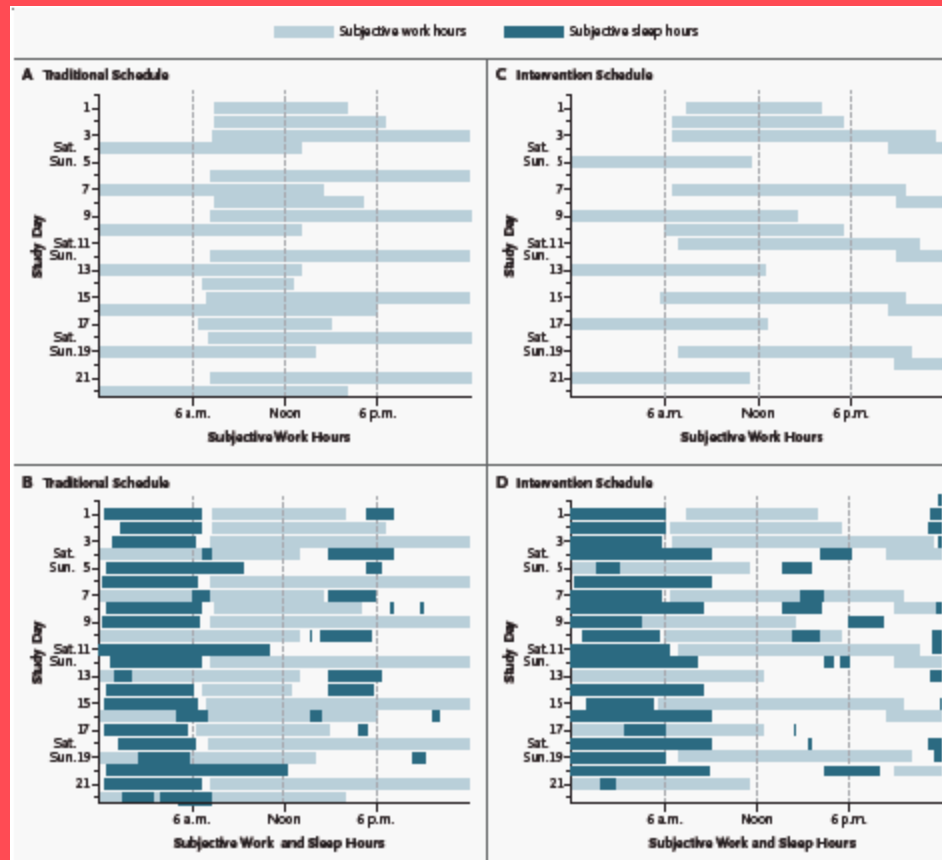 Subjective work hours Subjective sleep hours
A Traditional Schedule
1
3
Sat.
Sun. 5
7
9
Sat. 11
Sun.
13
15
17
Sat.
Sun. 19
21
Study Day
6 a.m. Noon 6 p.m.
Subjective Work Hours
C Intervention Schedule
1
3
Sat.
Sun. 5
7
9
Sat. 11
Sun.
13
15
17
Sat.
Sun. 19
21
Study Day
6 a.m. Noon 6 p.m.
Subjective Work Hours
B Traditional Schedule
1
3
Sat.
Sun. 5
7
9
Sat. 11
Sun.
13
15
17
Sat.
Sun. 19
21
Study Day
6 a.m. Noon 6 p.m.
Subjective Work and Sleep Hours
D Intervention Schedule
1
3
Sat.
Sun. 5
7
9
Sat. 11
Sun.
13
15
17
Sat.
Sun. 19
21
Study Day
6 a.m. Noon 6 p.m.
Subjective Work and Sleep Hours